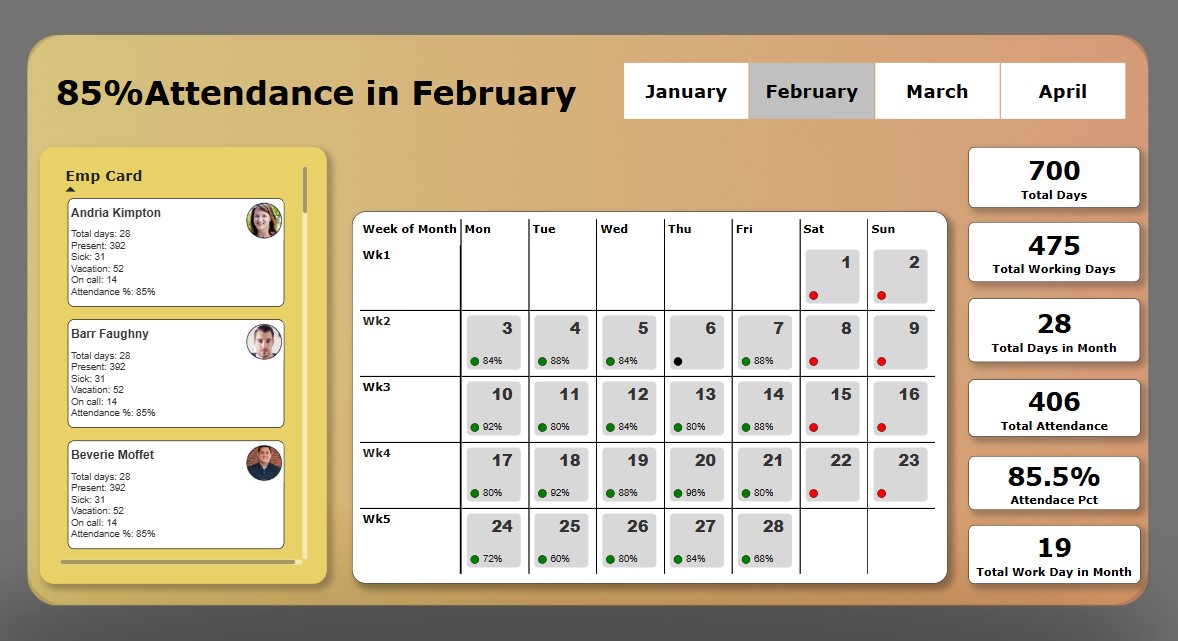 85%Attendance in February
January February March April
Emp Card
Andria Kimpton
Total days: 28
Present: 392
Sick: 31
Vacation: 52
On call: 14
Attendance %: 85%
Barr Faughny
Total days: 28
Present: 392
Sick: 31
Vacation: 52
On call: 14
Attendance %: 85%
Beverie Moffet
Total days: 28
Present: 392
Sick: 31
Vacation: 52
On call: 14
Attendance %: 85%
Week of Month Mon Tue Wed Thu Fri Sat Sun
Wk1
1 2
Wk2
3 4 5 6 7 8 9
84% 88% 84% 88%
Wk3
10 11 12 13 14 15 16
92% 80% 84% 80% 88%
Wk4
17 18 19 20 21 22 23
80% 92% 88% 96% 80%
Wk5
24 25 26 27 28
72% 60% 80% 84% 68%
700
Total Days
475
Total Working Days
28
Total Days in Month
406
Total Attendance
85.5%
Attendace Pct
19
Total Work Day in Month